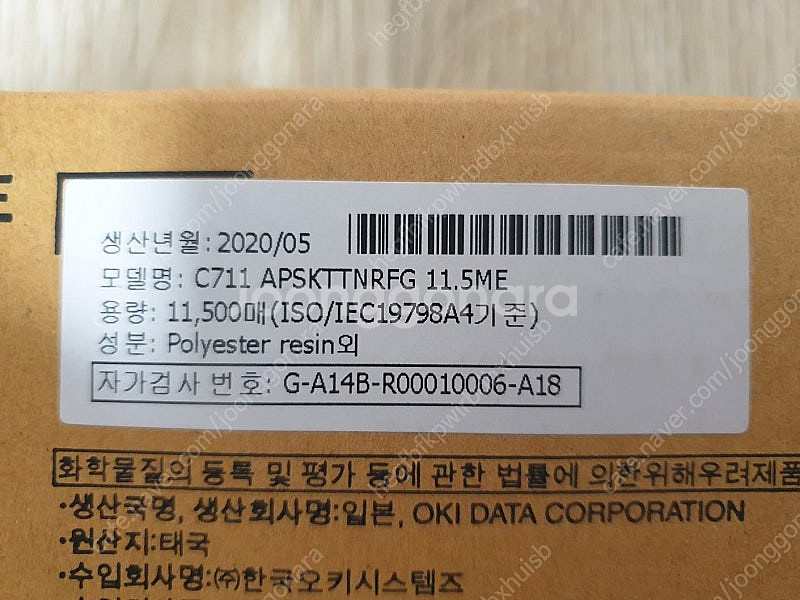 생산년월: 2020/05
모델명: C711 APSKTTNRFG 11.5ME
용량: 11,500매(ISO/IEC19798A4기준)
성분: Polyester resin외
자가검사 번호: G-A14B-R00010006-A18
화학물질의 등록 및 평가 등에 관한 법률에 의한위해우려제품
·생산국명, 생산회사명:일본, OKI DATA CORPORATION
·원산지:태국
·수입회사명:㈜한국오키시스템즈
joonggonara
cafe.naver.com/joonggonara